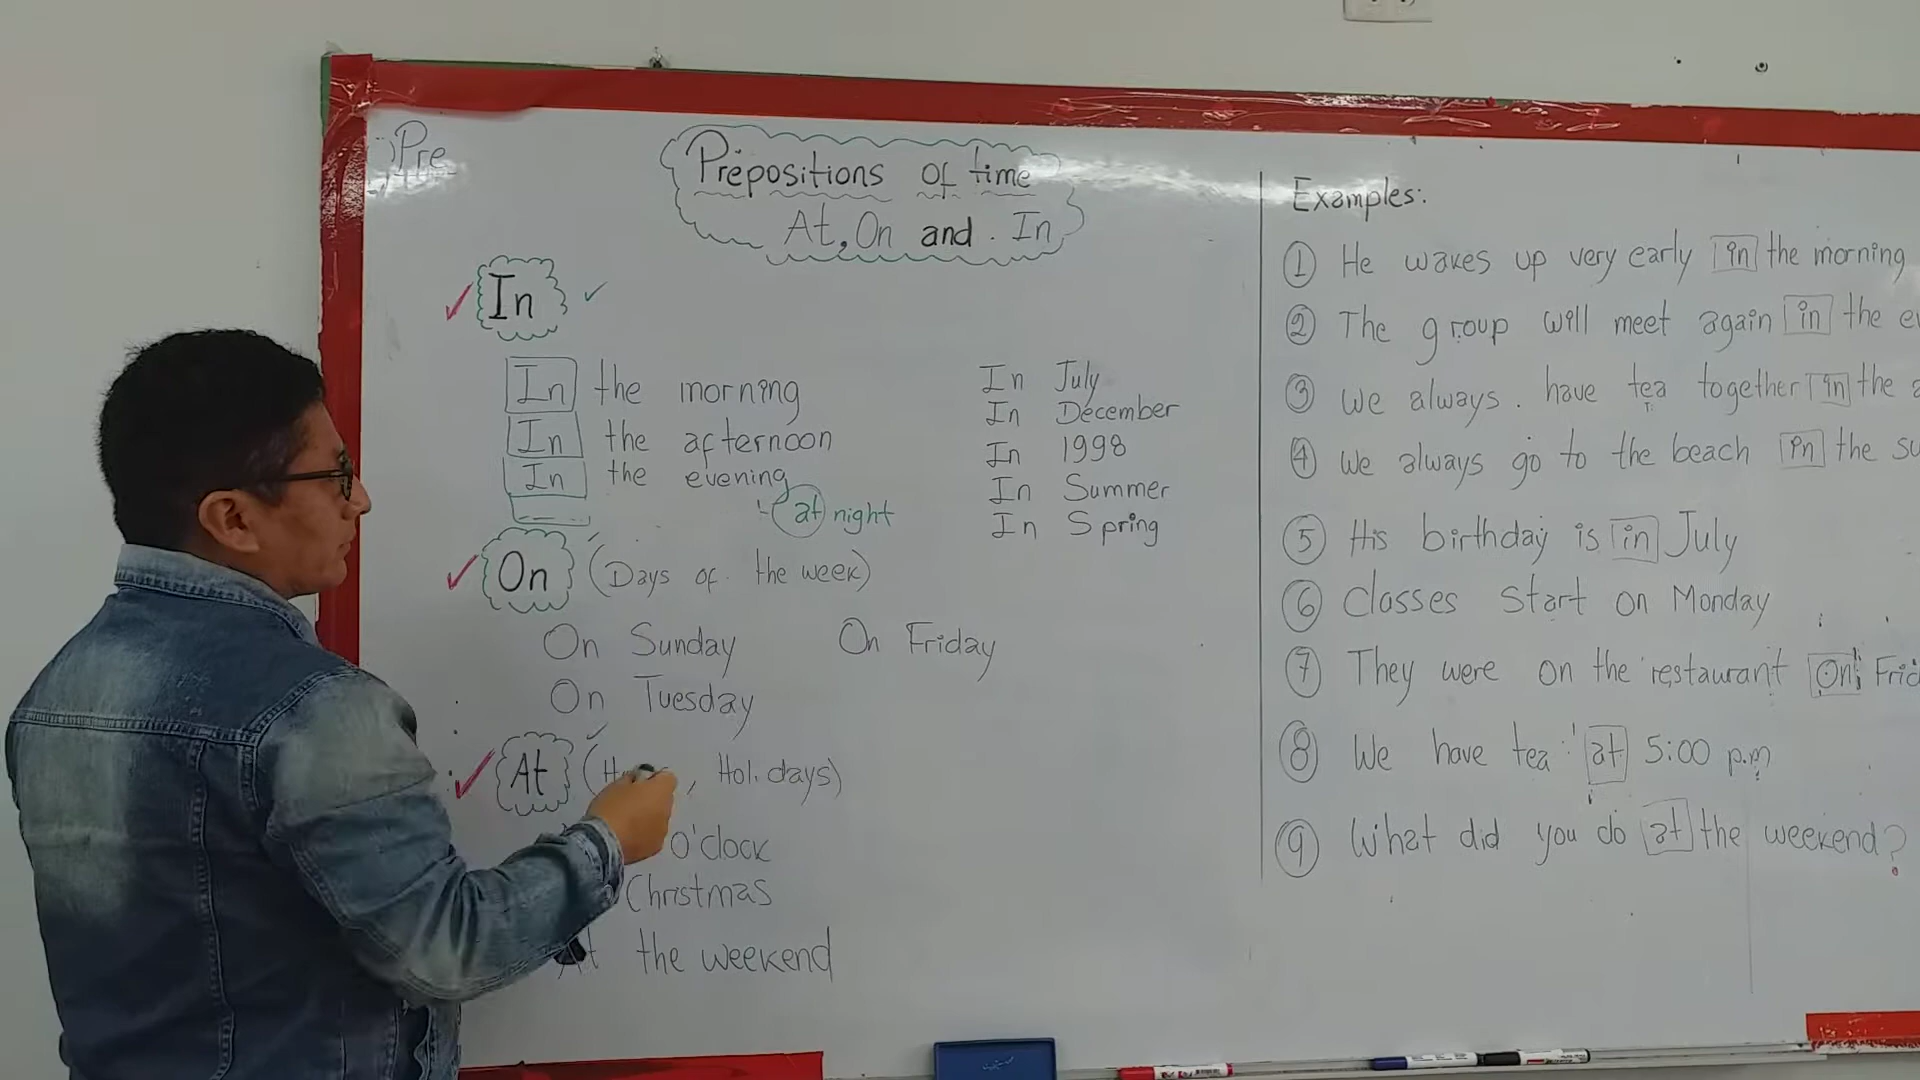 Pre
Prepositions of time
At, On and In
In
In the morning
In the afternoon
In the evening
at night
In July
In December
In 1998
In Summer
In Spring
On (Days of the week)
On Sunday On Friday
On Tuesday
At ( , Holidays)
o'clock
Christmas
At the weekend
Examples:
1 He wakes up very early in the morning
2 The group will meet again in the
3 We always have tea together in the
4 We always go to the beach in the
5 His birthday is in July
6 Classes start on Monday
7 They were on the restaurant On
8 We have tea at 5:00 p.m
9 What did you do at the weekend?